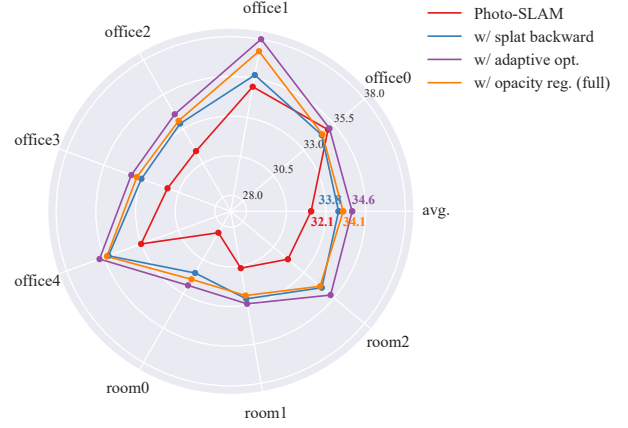 office1
office2
office0
office3
office4
room0
room1
room2
avg.
38.0
35.5
33.0
30.5
28.0
34.6
32.1
34.1
Photo-SLAM
w/ splat backward
w/ adaptive opt.
w/ opacity reg. (full)